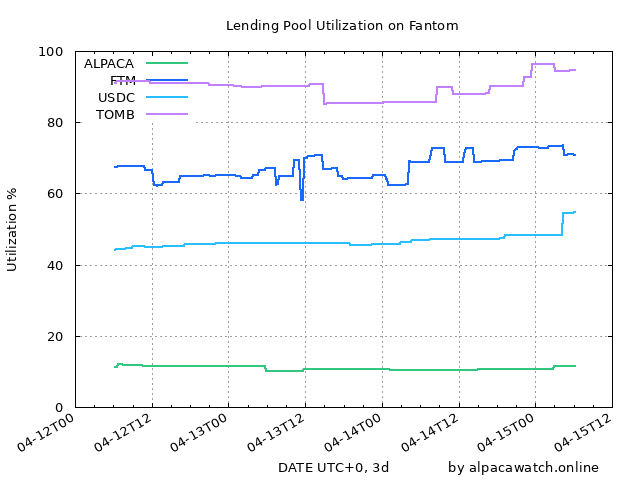 Lending Pool Utilization on Fantom
ALPACA
FTM
USDC
TOMB
Utilization %
100
80
60
40
20
0
04-12T00
04-12T12
04-13T00
04-13T12
04-14T00
04-14T12
04-15T00
04-15T12
DATE UTC+0, 3d
by alpacawatch.online